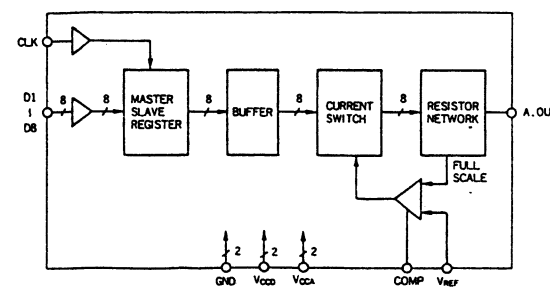 CLK
D1
D8
8
8
MASTER
SLAVE
REGISTER
8
BUFFER
8
CURRENT
SWITCH
8
RESISTOR
NETWORK
A.OU
FULL
SCALE
2
2
2
GND
VCCD
VCCA
COMP
VREF